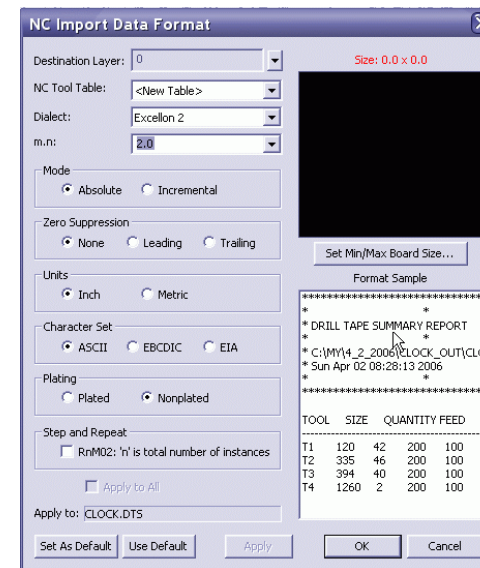 NC Import Data Format
Destination Layer: 0
Size: 0.0 x 0.0
NC Tool Table: <New Table>
Dialect: Excellon 2
m.n: 2.0
Mode
Absolute Incremental
Zero Suppression
None Leading Trailing
Set Min/Max Board Size...
Units
Inch Metric
Format Sample
Character Set
ASCII EBCDIC EIA
Plating
Plated Nonplated
Step and Repeat
RnM02: 'n' is total number of instances
Apply to All
Apply to: CLOCK.DTS
*****************************************
* *
* DRILL TAPE SUMMARY REPORT
* *
* C:\MY\4_2_2006\CLOCK_OUT\CLO
* Sun Apr 02 08:28:13 2006
* *
*****************************************
TOOL SIZE QUANTITY FEED
-----------------------------------------
T1 120 42 200 100
T2 335 46 200 100
T3 394 40 200 100
T4 1260 2 200 100
Set As Default Use Default Apply OK Cancel